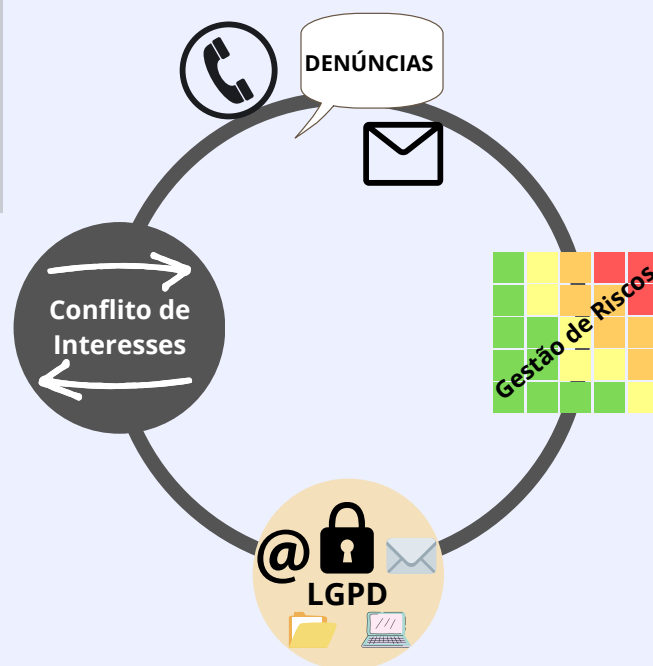 DENÚNCIAS
Gestão de Riscos
Conflito de
Interesses
@
LGPD